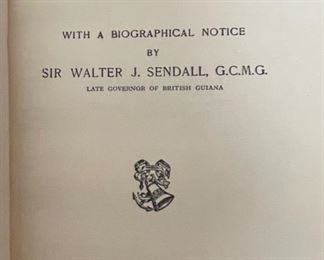 WITH A BIOGRAPHICAL NOTICE
BY
SIR WALTER J. SENDALL, G.C.M.G.
LATE GOVERNOR OF BRITISH GUIANA